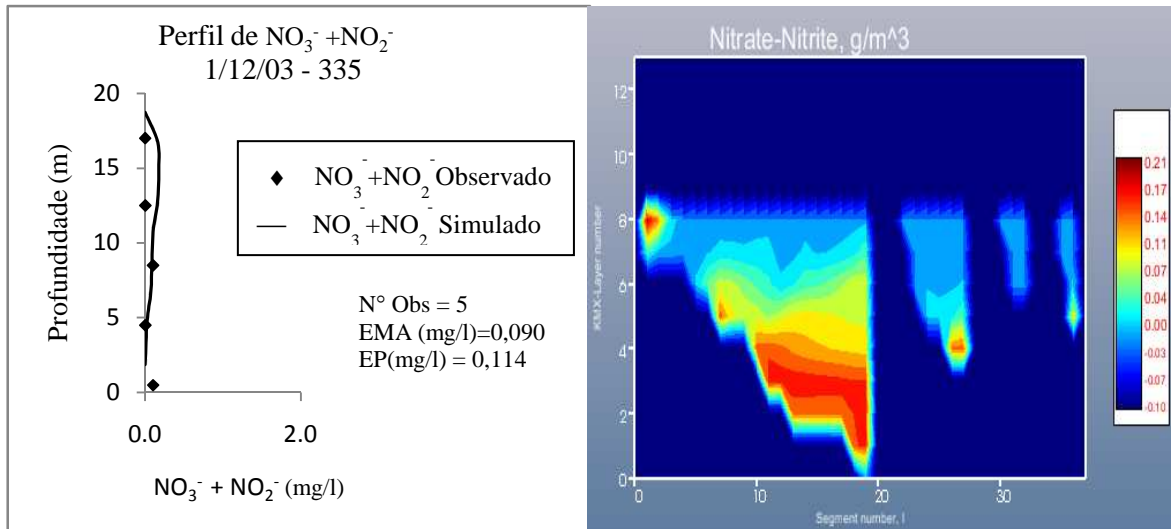 Perfil de NO₃⁻ +NO₂⁻
1/12/03 - 335
20
15
10
5
0
Profundidade (m)
0.0
2.0
NO₃⁻ + NO₂⁻ (mg/l)
NO₃⁻+NO₂⁻ Observado
NO₃⁻+NO₂⁻ Simulado
N° Obs = 5
EMA (mg/l)=0,090
EP(mg/l) = 0,114
Nitrate-Nitrite, g/m^3
12
10
8
6
4
2
0
KMX-Layer number
0
10
20
30
Segment number, I
0.21
0.17
0.14
0.11
0.07
0.04
0.00
-0.03
-0.07
-0.10